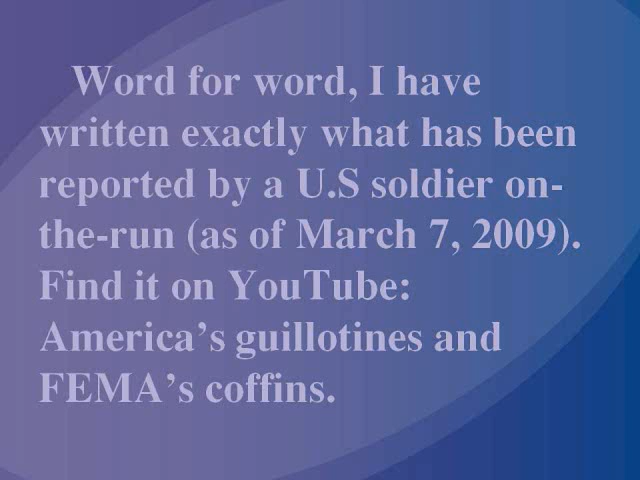 Word for word, I have
written exactly what has been
reported by a U.S soldier on-
the-run (as of March 7, 2009).
Find it on YouTube:
America’s guillotines and
FEMA’s coffins.